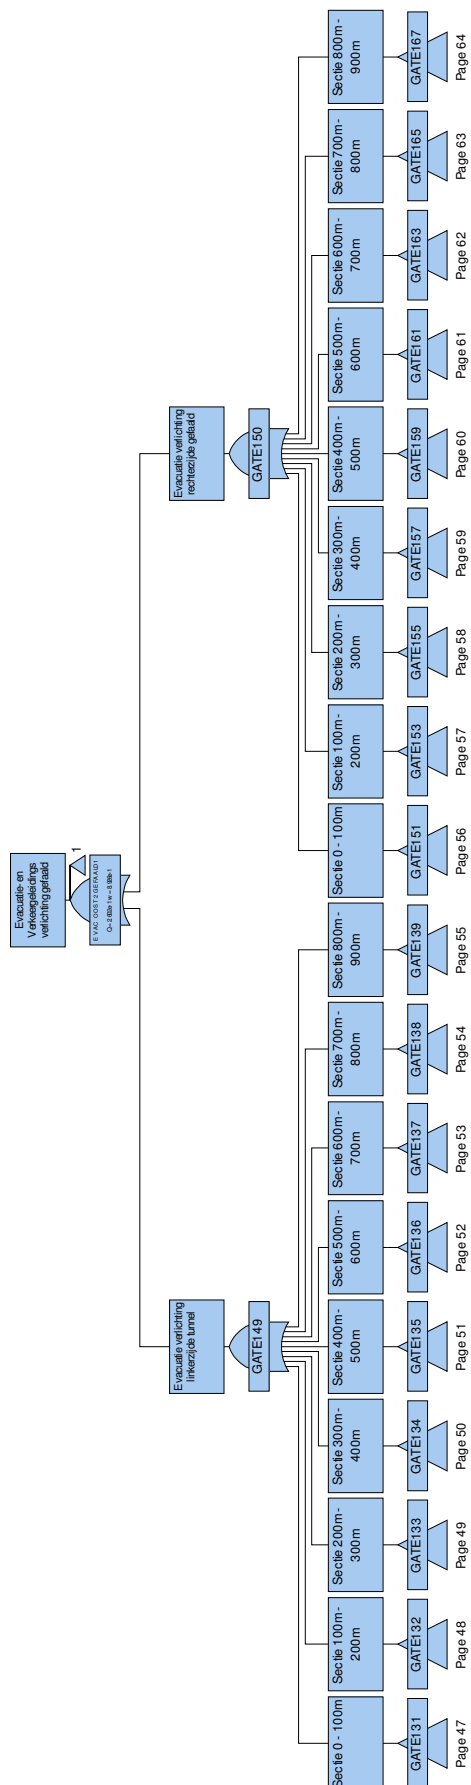 Evacuatie- en
Verkeergeleidings
verlichting gefaald
1
EVAC OOST 2 GEFAALD1
Evacuatie verlichting
linkerzijde tunnel
Evacuatie verlichting
rechterzijde gefaald
GATE149
GATE150
Sectie 0 - 100m
Sectie 100m -
200m
Sectie 200m -
300m
Sectie 300m -
400m
Sectie 400m -
500m
Sectie 500m -
600m
Sectie 600m -
700m
Sectie 700m -
800m
Sectie 800m -
900m
Sectie 0 - 100m
Sectie 100m -
200m
Sectie 200m -
300m
Sectie 300m -
400m
Sectie 400m -
500m
Sectie 500m -
600m
Sectie 600m -
700m
Sectie 700m -
800m
Sectie 800m -
900m
GATE131
GATE132
GATE133
GATE134
GATE135
GATE136
GATE137
GATE138
GATE139
GATE151
GATE153
GATE155
GATE157
GATE159
GATE161
GATE163
GATE165
GATE167
Page 47
Page 48
Page 49
Page 50
Page 51
Page 52
Page 53
Page 54
Page 55
Page 56
Page 57
Page 58
Page 59
Page 60
Page 61
Page 62
Page 63
Page 64